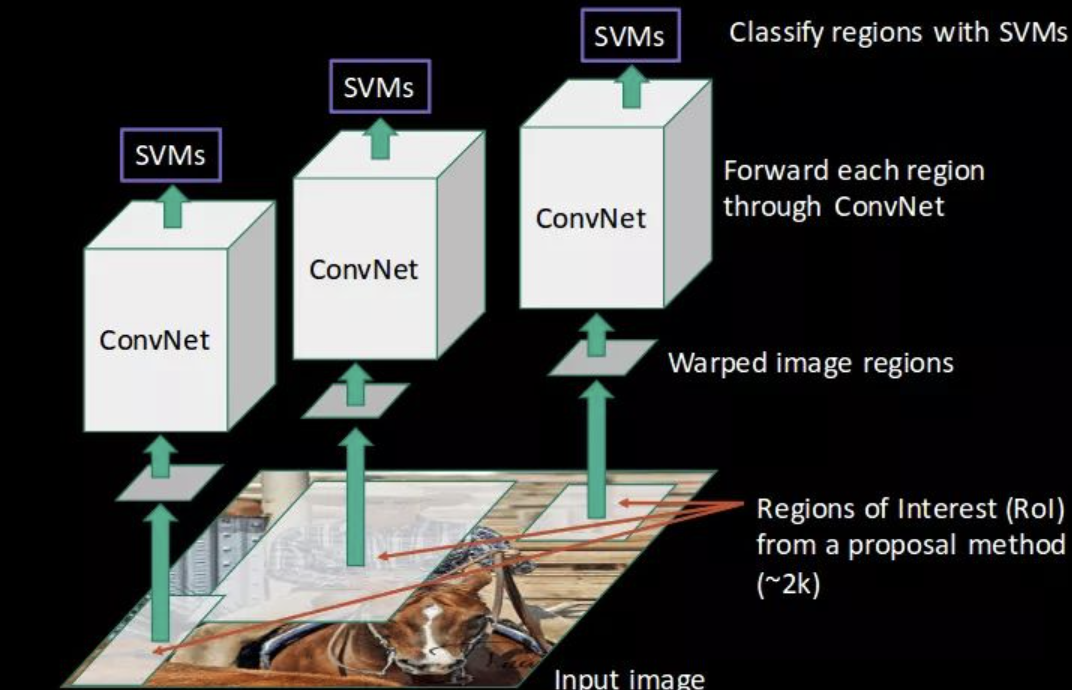 SVMs
Classify regions with SVMs
SVMs
SVMs
Forward each region
through ConvNet
ConvNet
ConvNet
ConvNet
Warped image regions
Regions of Interest (RoI)
from a proposal method
(~2k)
Input image